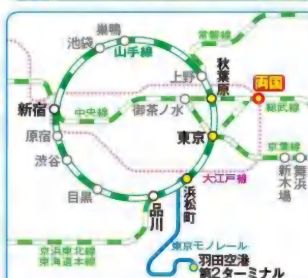 巣鴨
池袋
山手線
常磐線
上野
秋葉原
両国
新宿
中央線
御茶ノ水
総武線
原宿
東京
京葉線
渋谷
大江戸線
新木場
舞浜
目黒
品川
浜松町
京浜東北線
東海道本線
東京モノレール
羽田空港
第2ターミナル